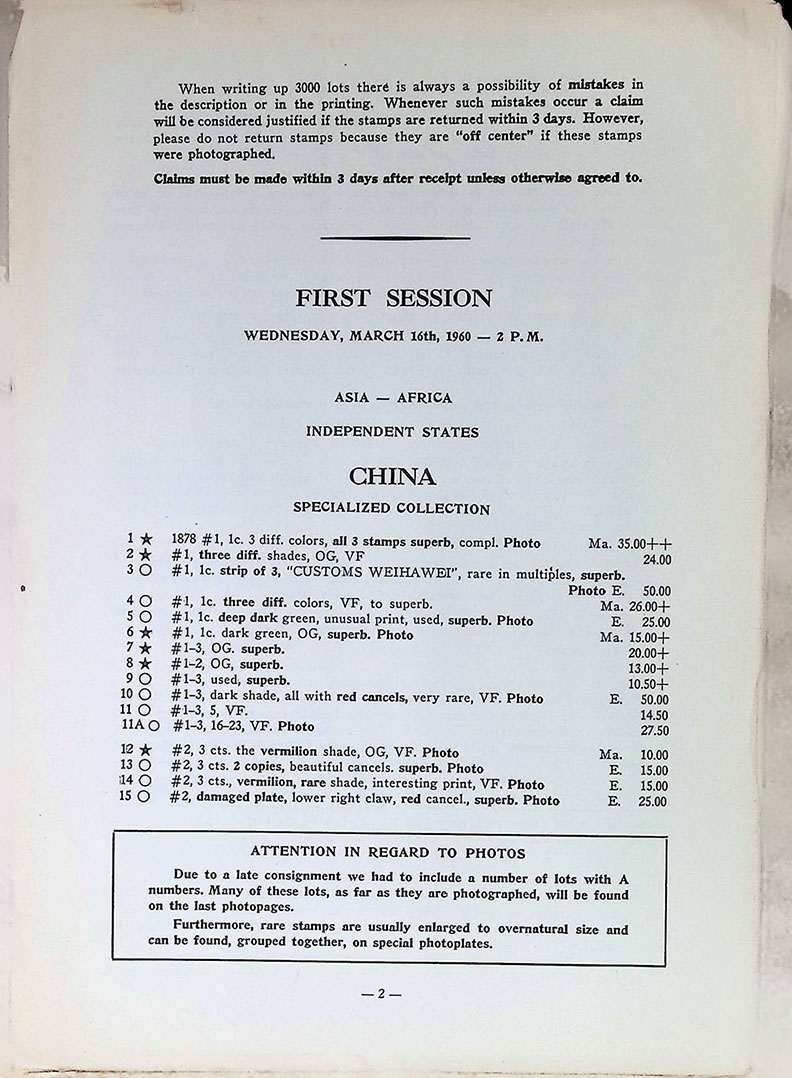 When writing up 3000 lots there is always a possibility of mistakes in
the description or in the printing. Whenever such mistakes occur a claim
will be considered justified if the stamps are returned within 3 days. However,
please do not return stamps because they are "off center" if these stamps
were photographed.
Claims must be made within 3 days after receipt unless otherwise agreed to.
FIRST SESSION
WEDNESDAY, MARCH 16th, 1960 — 2 P.M.
ASIA — AFRICA
INDEPENDENT STATES
CHINA
SPECIALIZED COLLECTION
1 ★ 1878 #1, 1c. 3 diff. colors, all 3 stamps superb, compl. Photo Ma. 35.00++
2 ★ #1, three diff. shades, OG, VF 24.00
3 O #1, 1c. strip of 3, "CUSTOMS WEIHAWEI", rare in multiples, superb.
Photo E. 50.00
4 O #1, 1c. three diff. colors, VF, to superb. Ma. 26.00+
5 O #1, 1c. deep dark green, unusual print, used, superb. Photo E. 25.00
6 ★ #1, 1c. dark green, OG, superb. Photo Ma. 15.00+
7 ★ #1-3, OG. superb. 20.00+
8 ★ #1-2, OG, superb. 13.00+
9 O #1-3, used, superb. 10.50+
10 O #1-3, dark shade, all with red cancels, very rare, VF. Photo E. 50.00
11 O #1-3, 5, VF. 14.50
11A O #1-3, 16-23, VF. Photo 27.50
12 ★ #2, 3 cts. the vermilion shade, OG, VF. Photo Ma. 10.00
13 O #2, 3 cts. 2 copies, beautiful cancels. superb. Photo E. 15.00
14 O #2, 3 cts., vermilion, rare shade, interesting print, VF. Photo E. 15.00
15 O #2, damaged plate, lower right claw, red cancel., superb. Photo E. 25.00
ATTENTION IN REGARD TO PHOTOS
Due to a late consignment we had to include a number of lots with A
numbers. Many of these lots, as far as they are photographed, will be found
on the last photopages.
Furthermore, rare stamps are usually enlarged to overnatural size and
can be found, grouped together, on special photoplates.
— 2 —